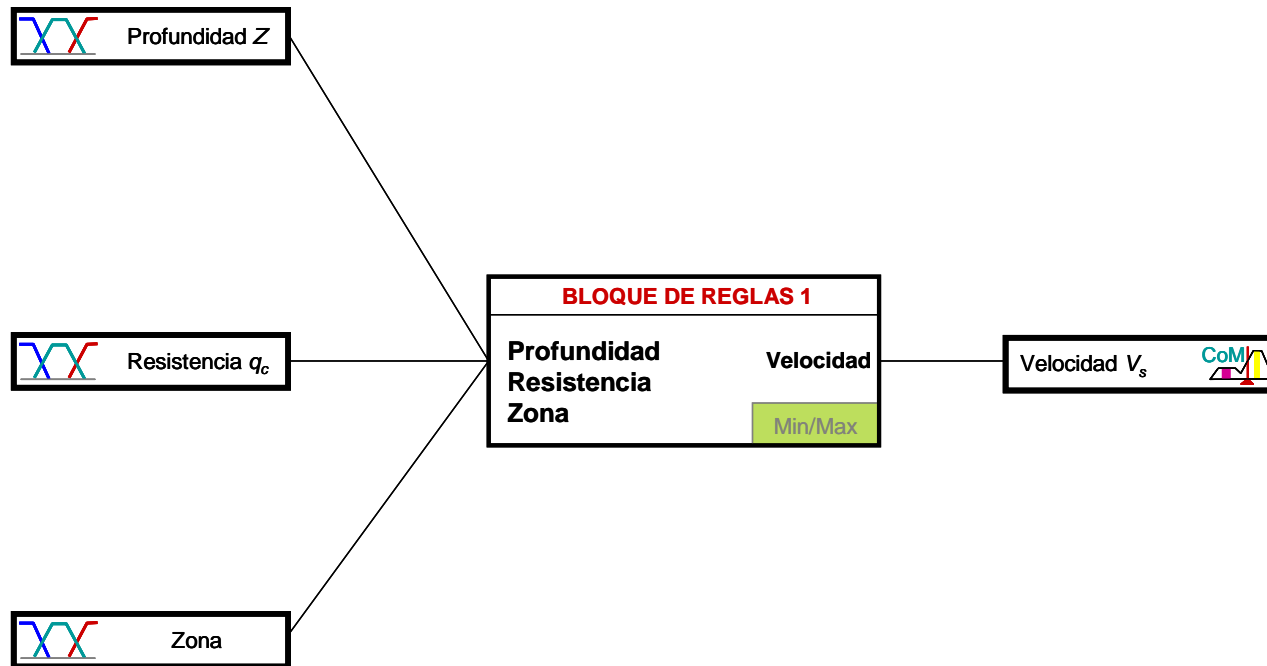 Profundidad Z
Resistencia qc
Zona
BLOQUE DE REGLAS 1
Profundidad
Resistencia
Zona
Velocidad
Min/Max
Velocidad Vs
CoM